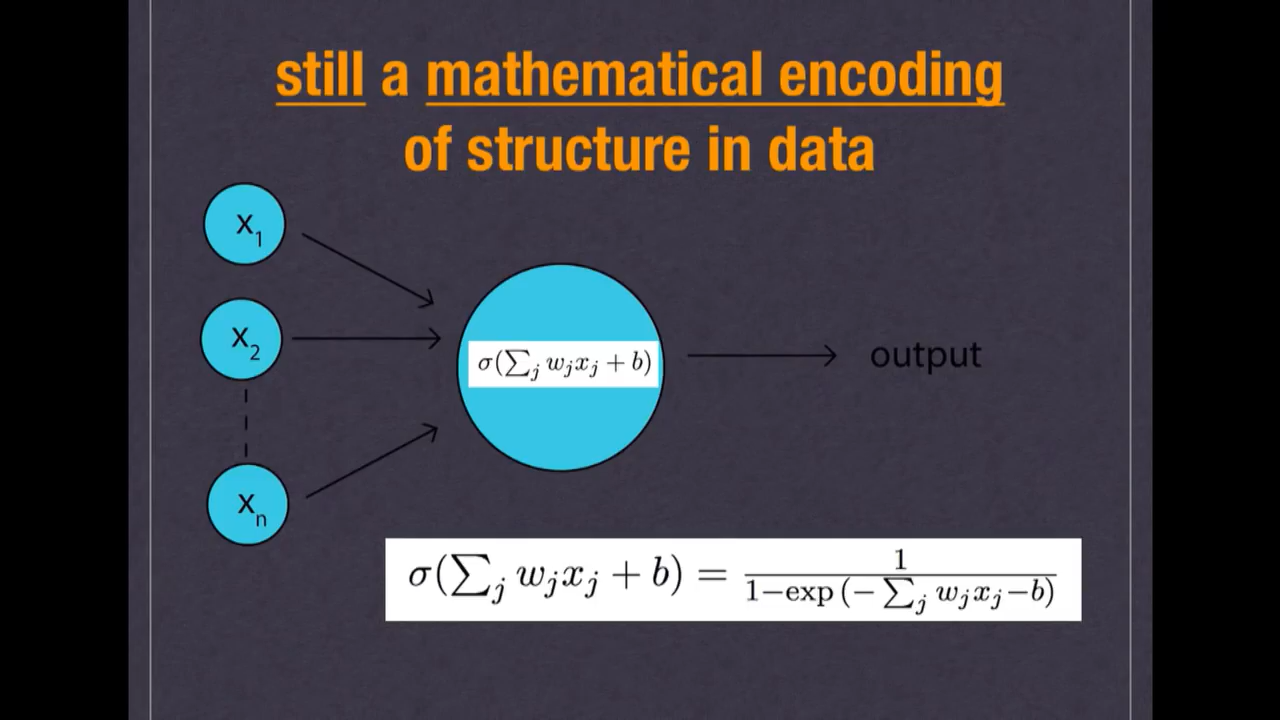 still a mathematical encoding
of structure in data
x₁
x₂
xₙ
σ(∑ⱼ wⱼxⱼ + b)
output
σ(∑ⱼ wⱼxⱼ + b) = 1 / (1−exp (− ∑ⱼ wⱼxⱼ−b))